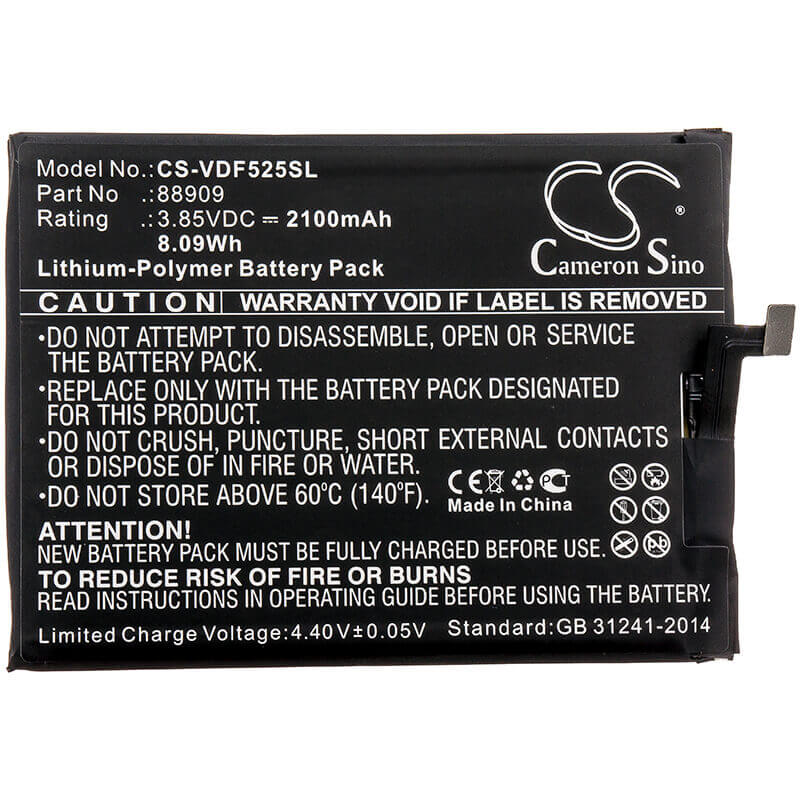 Model No.: CS-VDF525SL
Part No : 88909
Rating : 3.85VDC ⎓ 2100mAh
8.09Wh
Lithium-Polymer Battery Pack
CS
®
Cameron Sino
CAUTION WARRANTY VOID IF LABEL IS REMOVED
•DO NOT ATTEMPT TO DISASSEMBLE, OPEN OR SERVICE
THE BATTERY PACK.
•REPLACE ONLY WITH THE BATTERY PACK DESIGNATED
FOR THIS PRODUCT.
•DO NOT CRUSH, PUNCTURE, SHORT EXTERNAL CONTACTS
OR DISPOSE OF IN FIRE OR WATER.
•DO NOT STORE ABOVE 60°C (140°F).
CE
Made In China
Pb
ATTENTION!
NEW BATTERY PACK MUST BE FULLY CHARGED BEFORE USE.
TO REDUCE RISK OF FIRE OR BURNS,
READ INSTRUCTIONS IN OPERATING GUIDE BEFORE USE.
Limited Charge Voltage: 4.40V±0.05V Standard: GB 31241-2014